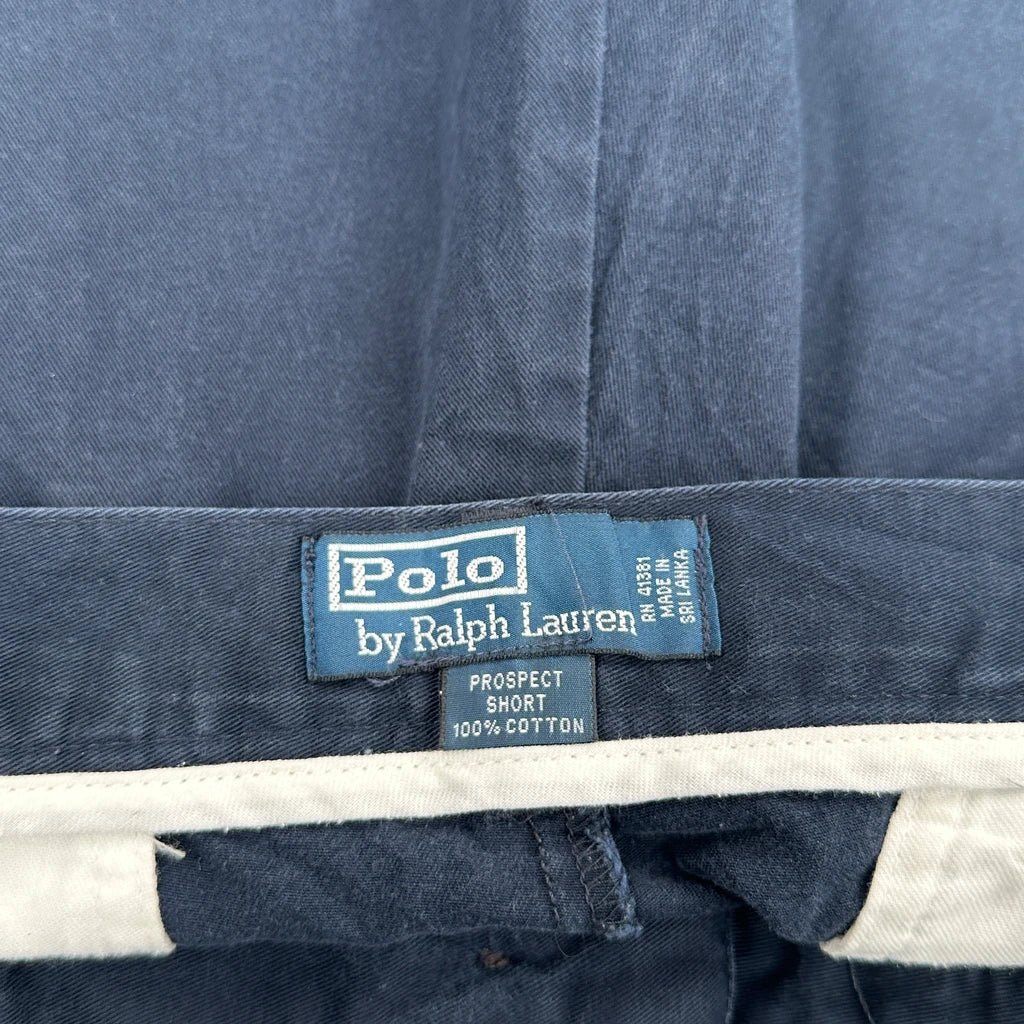 Polo
by Ralph Lauren
RN 41381
MADE IN
SRI LANKA
PROSPECT
SHORT
100% COTTON